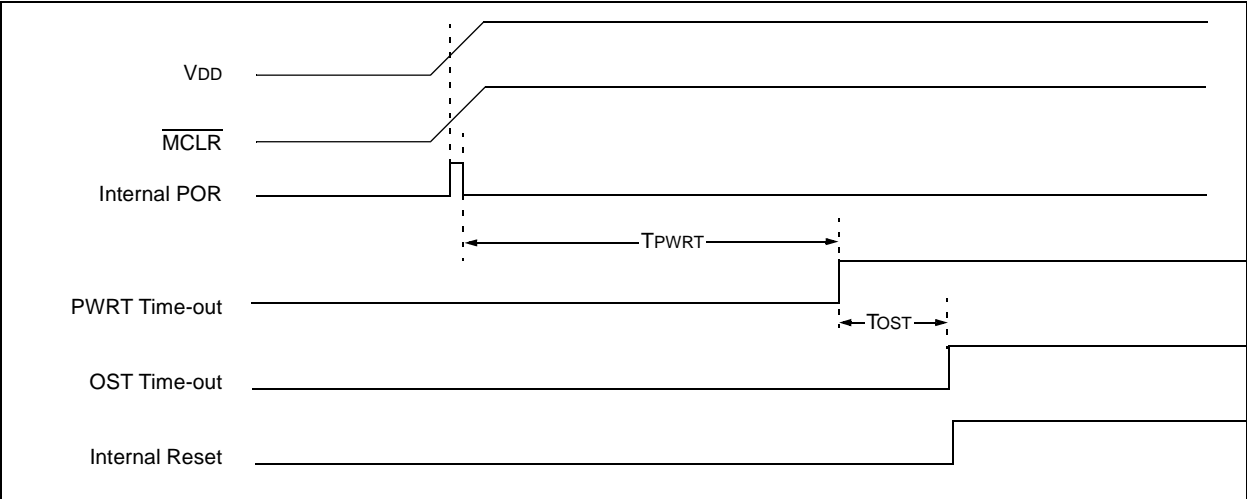 VDD
MCLR
Internal POR
TPWRT
PWRT Time-out
TOST
OST Time-out
Internal Reset